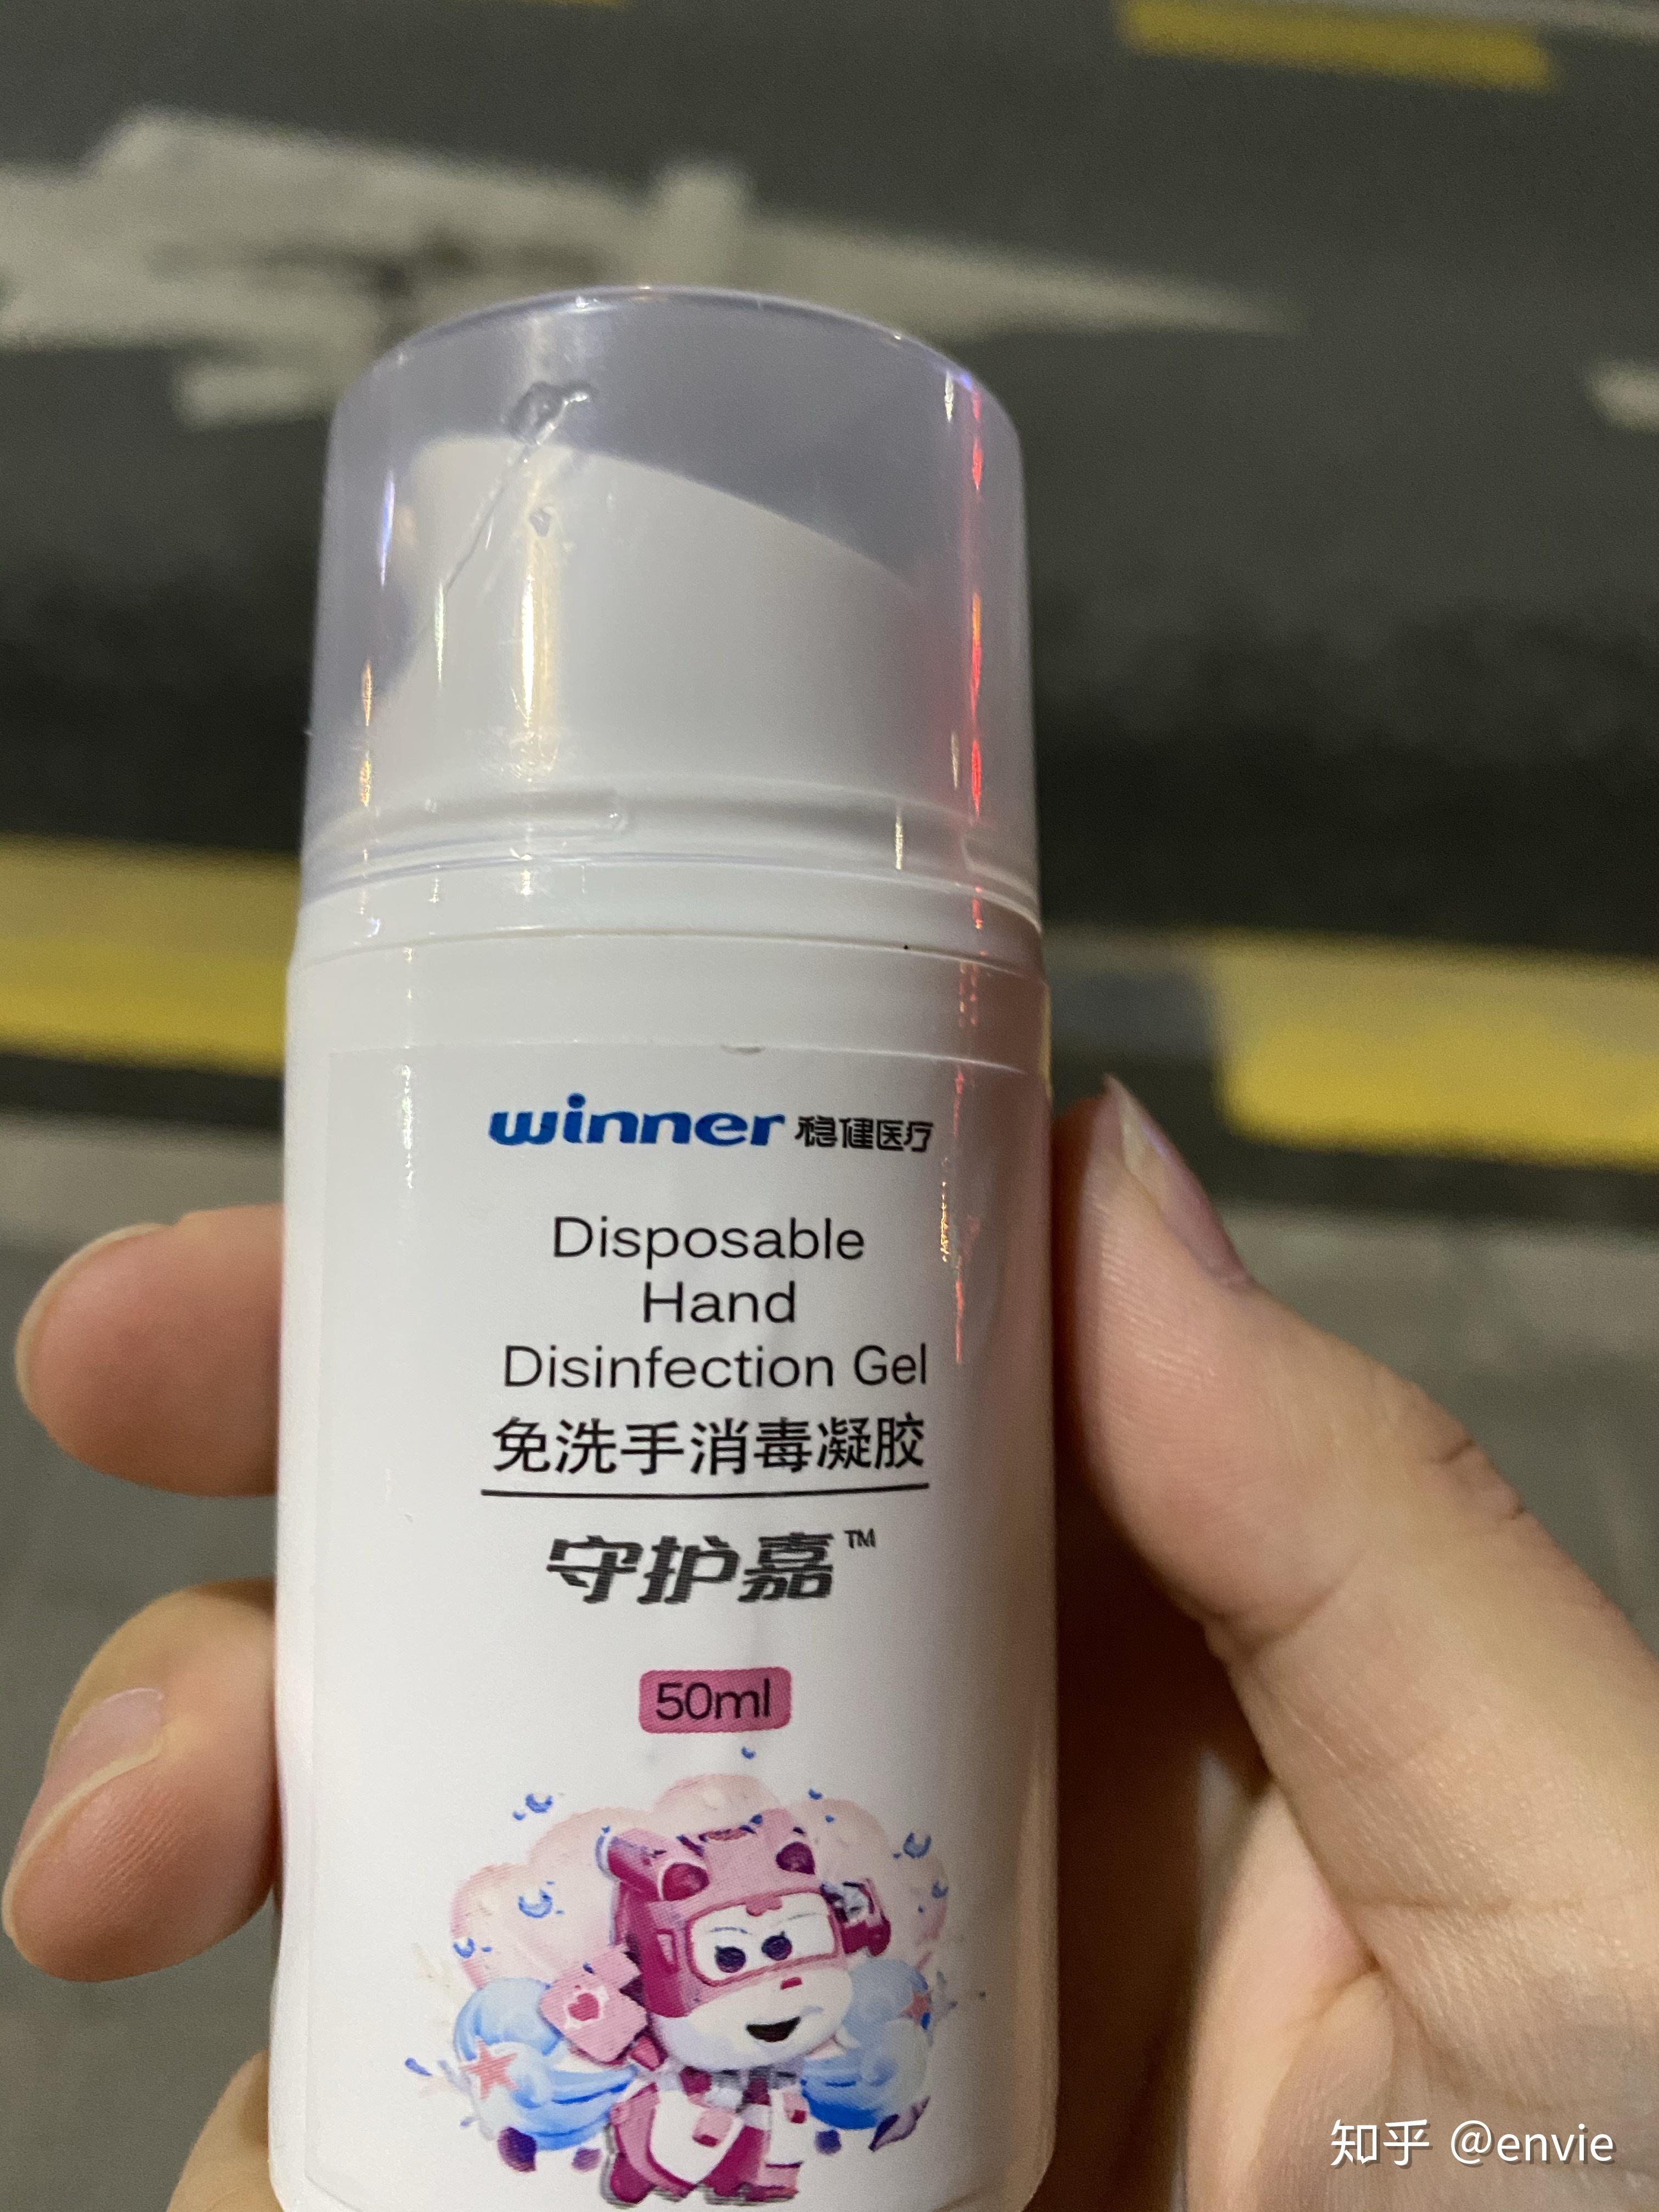 winner 稳健医疗
Disposable
Hand
Disinfection Gel
免洗手消毒凝胶
守护嘉™
50ml
知乎 @envie